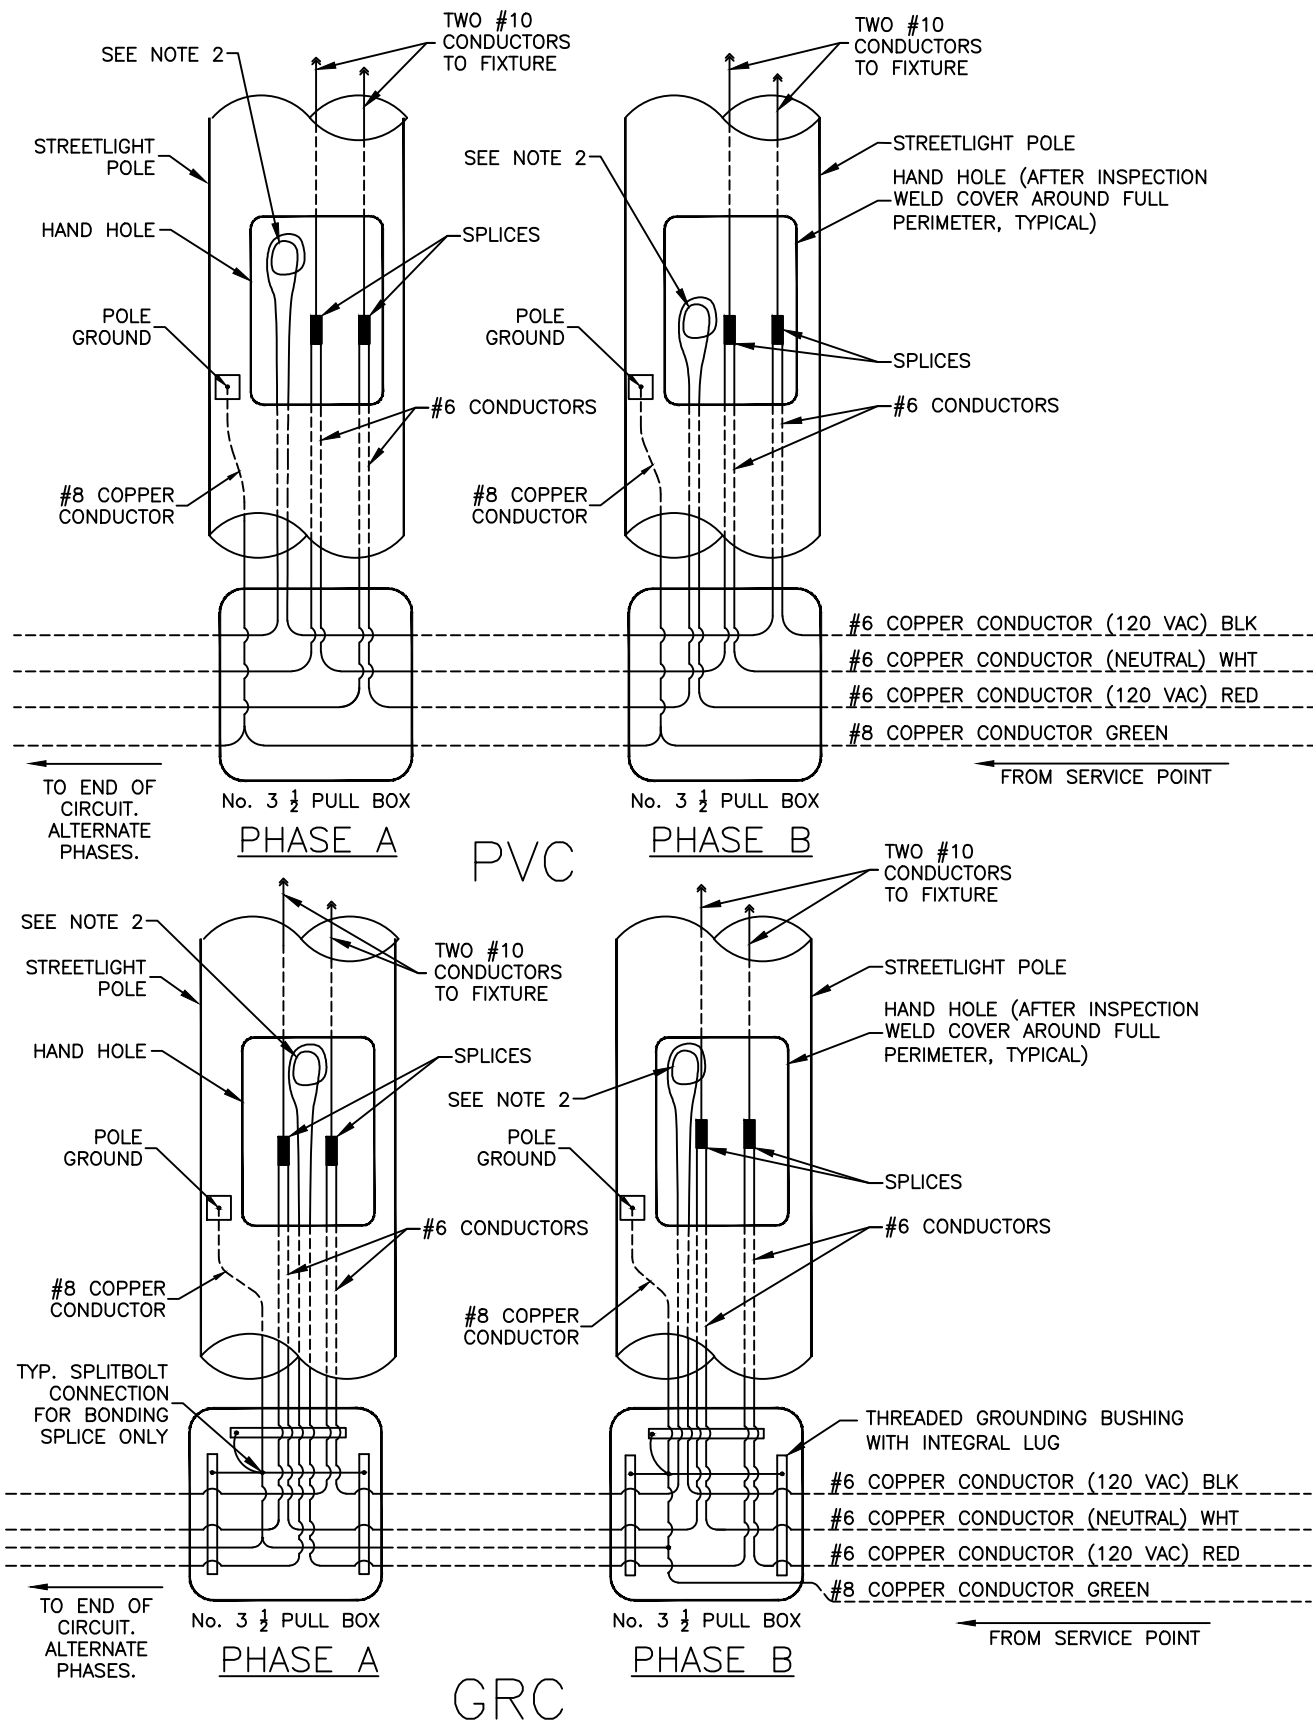 TWO #10
CONDUCTORS
TO FIXTURE
SEE NOTE 2
STREETLIGHT
POLE
HAND HOLE
SPLICES
POLE
GROUND
#6 CONDUCTORS
#8 COPPER
CONDUCTOR
TWO #10
CONDUCTORS
TO FIXTURE
SEE NOTE 2
STREETLIGHT POLE
HAND HOLE (AFTER INSPECTION
WELD COVER AROUND FULL
PERIMETER, TYPICAL)
POLE
GROUND
SPLICES
#6 CONDUCTORS
#8 COPPER
CONDUCTOR
#6 COPPER CONDUCTOR (120 VAC) BLK
#6 COPPER CONDUCTOR (NEUTRAL) WHT
#6 COPPER CONDUCTOR (120 VAC) RED
#8 COPPER CONDUCTOR GREEN
TO END OF
CIRCUIT.
ALTERNATE
PHASES.
FROM SERVICE POINT
No. 3 1/2 PULL BOX
PHASE A
No. 3 1/2 PULL BOX
PHASE B
PVC
SEE NOTE 2
STREETLIGHT
POLE
TWO #10
CONDUCTORS
TO FIXTURE
HAND HOLE
SPLICES
POLE
GROUND
#6 CONDUCTORS
#8 COPPER
CONDUCTOR
TYP. SPLITBOLT
CONNECTION
FOR BONDING
SPLICE ONLY
TWO #10
CONDUCTORS
TO FIXTURE
STREETLIGHT POLE
HAND HOLE (AFTER INSPECTION
WELD COVER AROUND FULL
PERIMETER, TYPICAL)
SEE NOTE 2
POLE
GROUND
SPLICES
#6 CONDUCTORS
#8 COPPER
CONDUCTOR
THREADED GROUNDING BUSHING
WITH INTEGRAL LUG
#6 COPPER CONDUCTOR (120 VAC) BLK
#6 COPPER CONDUCTOR (NEUTRAL) WHT
#6 COPPER CONDUCTOR (120 VAC) RED
#8 COPPER CONDUCTOR GREEN
TO END OF
CIRCUIT.
ALTERNATE
PHASES.
FROM SERVICE POINT
No. 3 1/2 PULL BOX
PHASE A
No. 3 1/2 PULL BOX
PHASE B
GRC